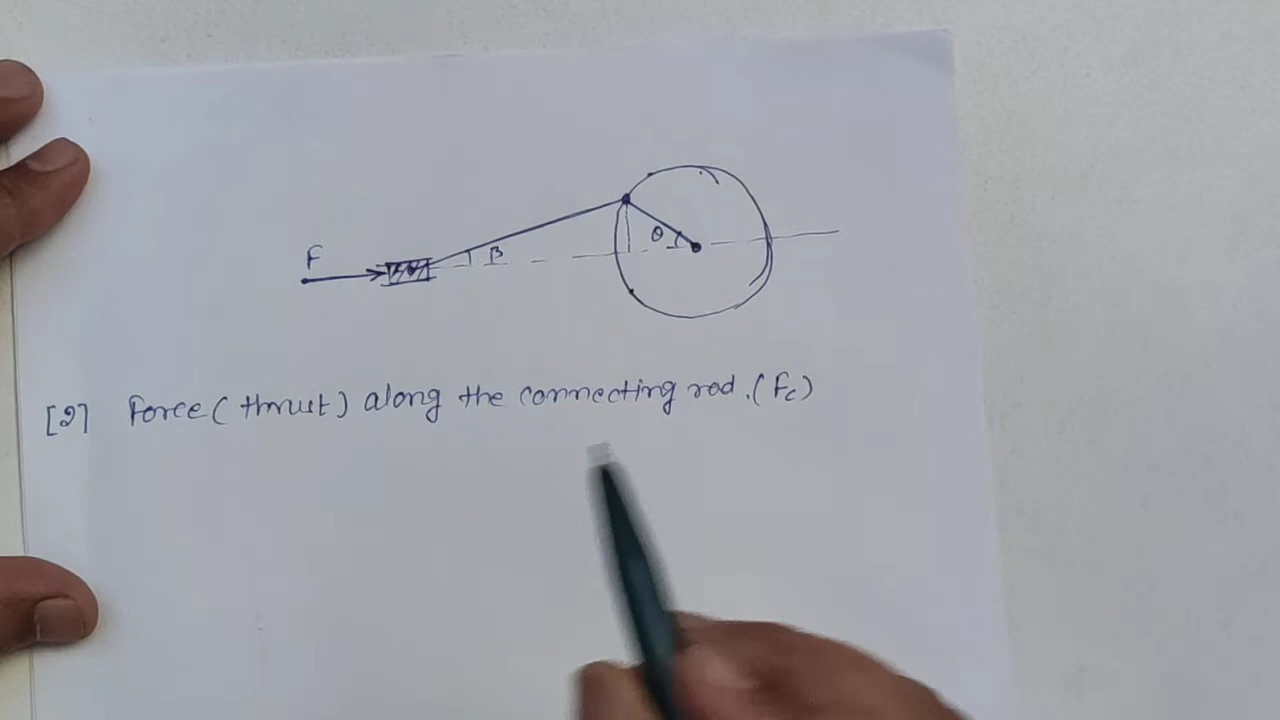 F
β
θ
[2] Force (thrust) along the connecting rod. (Fc)